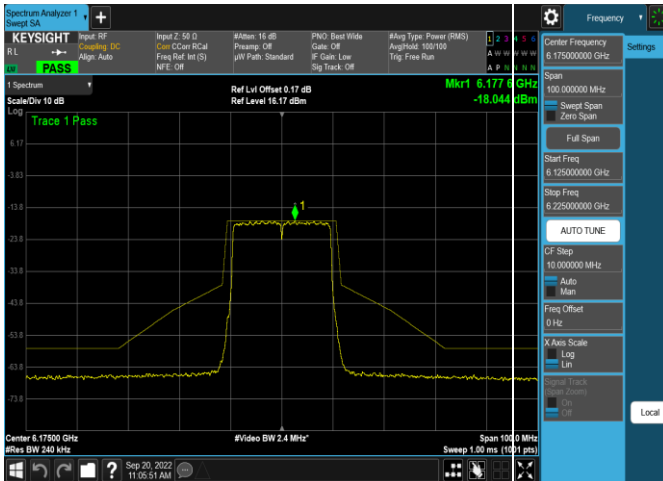 Spectrum Analyzer 1
Swept SA
+
Frequency
KEYSIGHT
R L
LV
PASS
Input: RF
Coupling: DC
Align: Auto
Input Z: 50 Ω
Corr CCorr RCal
Freq Ref: Int (S)
NFE: Off
#Atten: 16 dB
Preamp: Off
µW Path: Standard
PNO: Best Wide
Gate: Off
IF Gain: Low
Sig Track: Off
#Avg Type: Power (RMS)
Avg|Hold: 100/100
Trig: Free Run
1 2 3 4 5 6
A W W W W W
A P N N N N
1 Spectrum
Scale/Div 10 dB
Ref Lvl Offset 0.17 dB
Ref Level 16.17 dBm
Mkr1 6.177 6 GHz
-18.044 dBm
Log
Trace 1 Pass
6.17
-3.83
-13.8
-23.8
-33.8
-43.8
-53.8
-63.8
-73.8
1
Center 6.17500 GHz
#Res BW 240 kHz
#Video BW 2.4 MHz*
Span 100.0 MHz
Sweep 1.00 ms (1001 pts)
?
Sep 20, 2022
11:05:51 AM
Center Frequency
6.175000000 GHz
Settings
Span
100.000000 MHz
Swept Span
Zero Span
Full Span
Start Freq
6.125000000 GHz
Stop Freq
6.225000000 GHz
AUTO TUNE
CF Step
10.000000 MHz
Auto
Man
Freq Offset
0 Hz
X Axis Scale
Log
Lin
Signal Track
(Span Zoom)
On
Off
Local